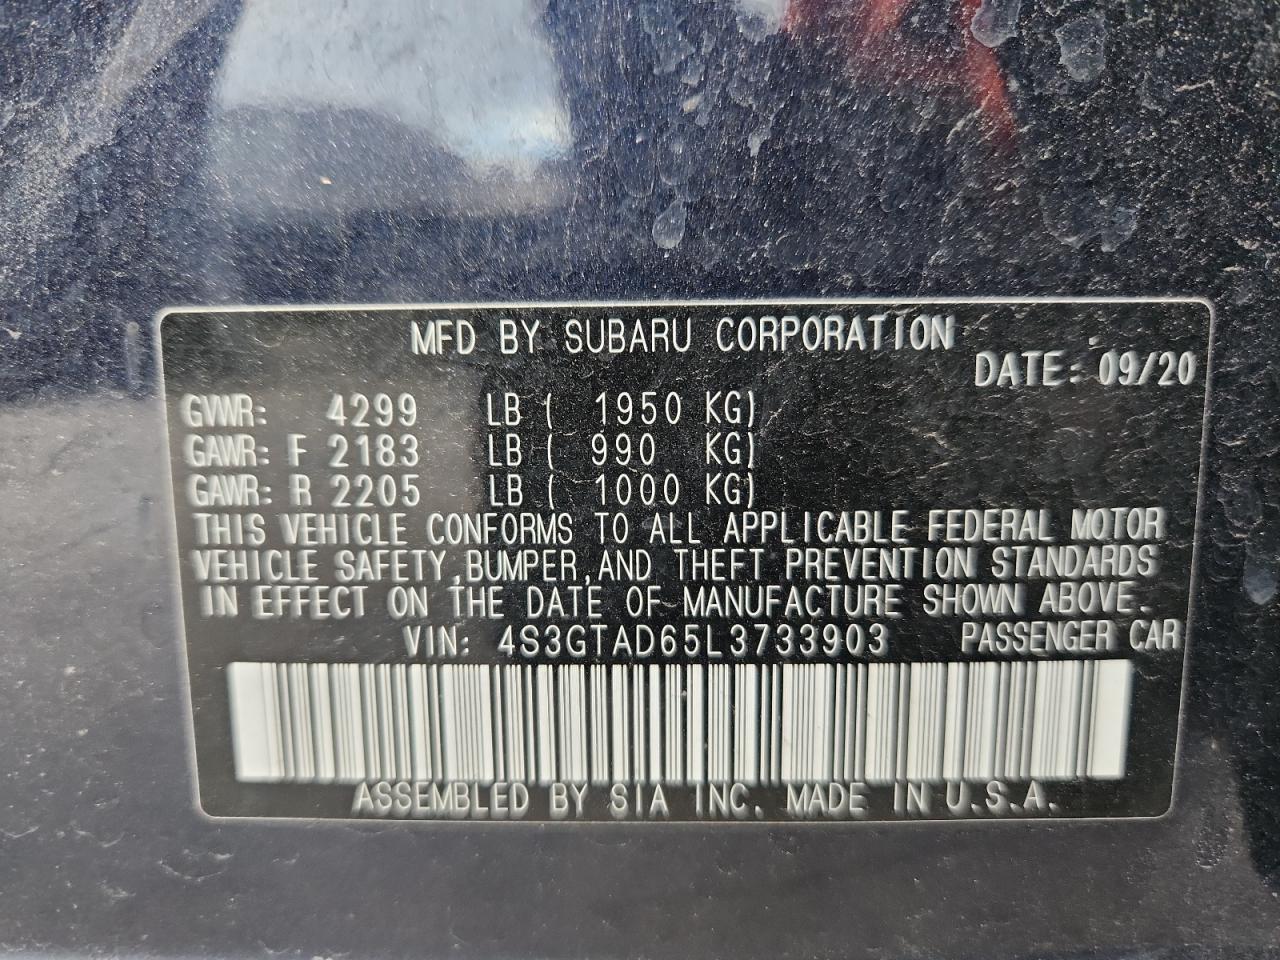 MFD BY SUBARU CORPORATION
DATE: 09/20
GVWR: 4299 LB ( 1950 KG)
GAWR: F 2183 LB ( 990 KG)
GAWR: R 2205 LB ( 1000 KG)
THIS VEHICLE CONFORMS TO ALL APPLICABLE FEDERAL MOTOR
VEHICLE SAFETY,BUMPER,AND THEFT PREVENTION STANDARDS
IN EFFECT ON THE DATE OF MANUFACTURE SHOWN ABOVE.
VIN: 4S3GTAD65L3733903 PASSENGER CAR
ASSEMBLED BY SIA INC. MADE IN U.S.A.